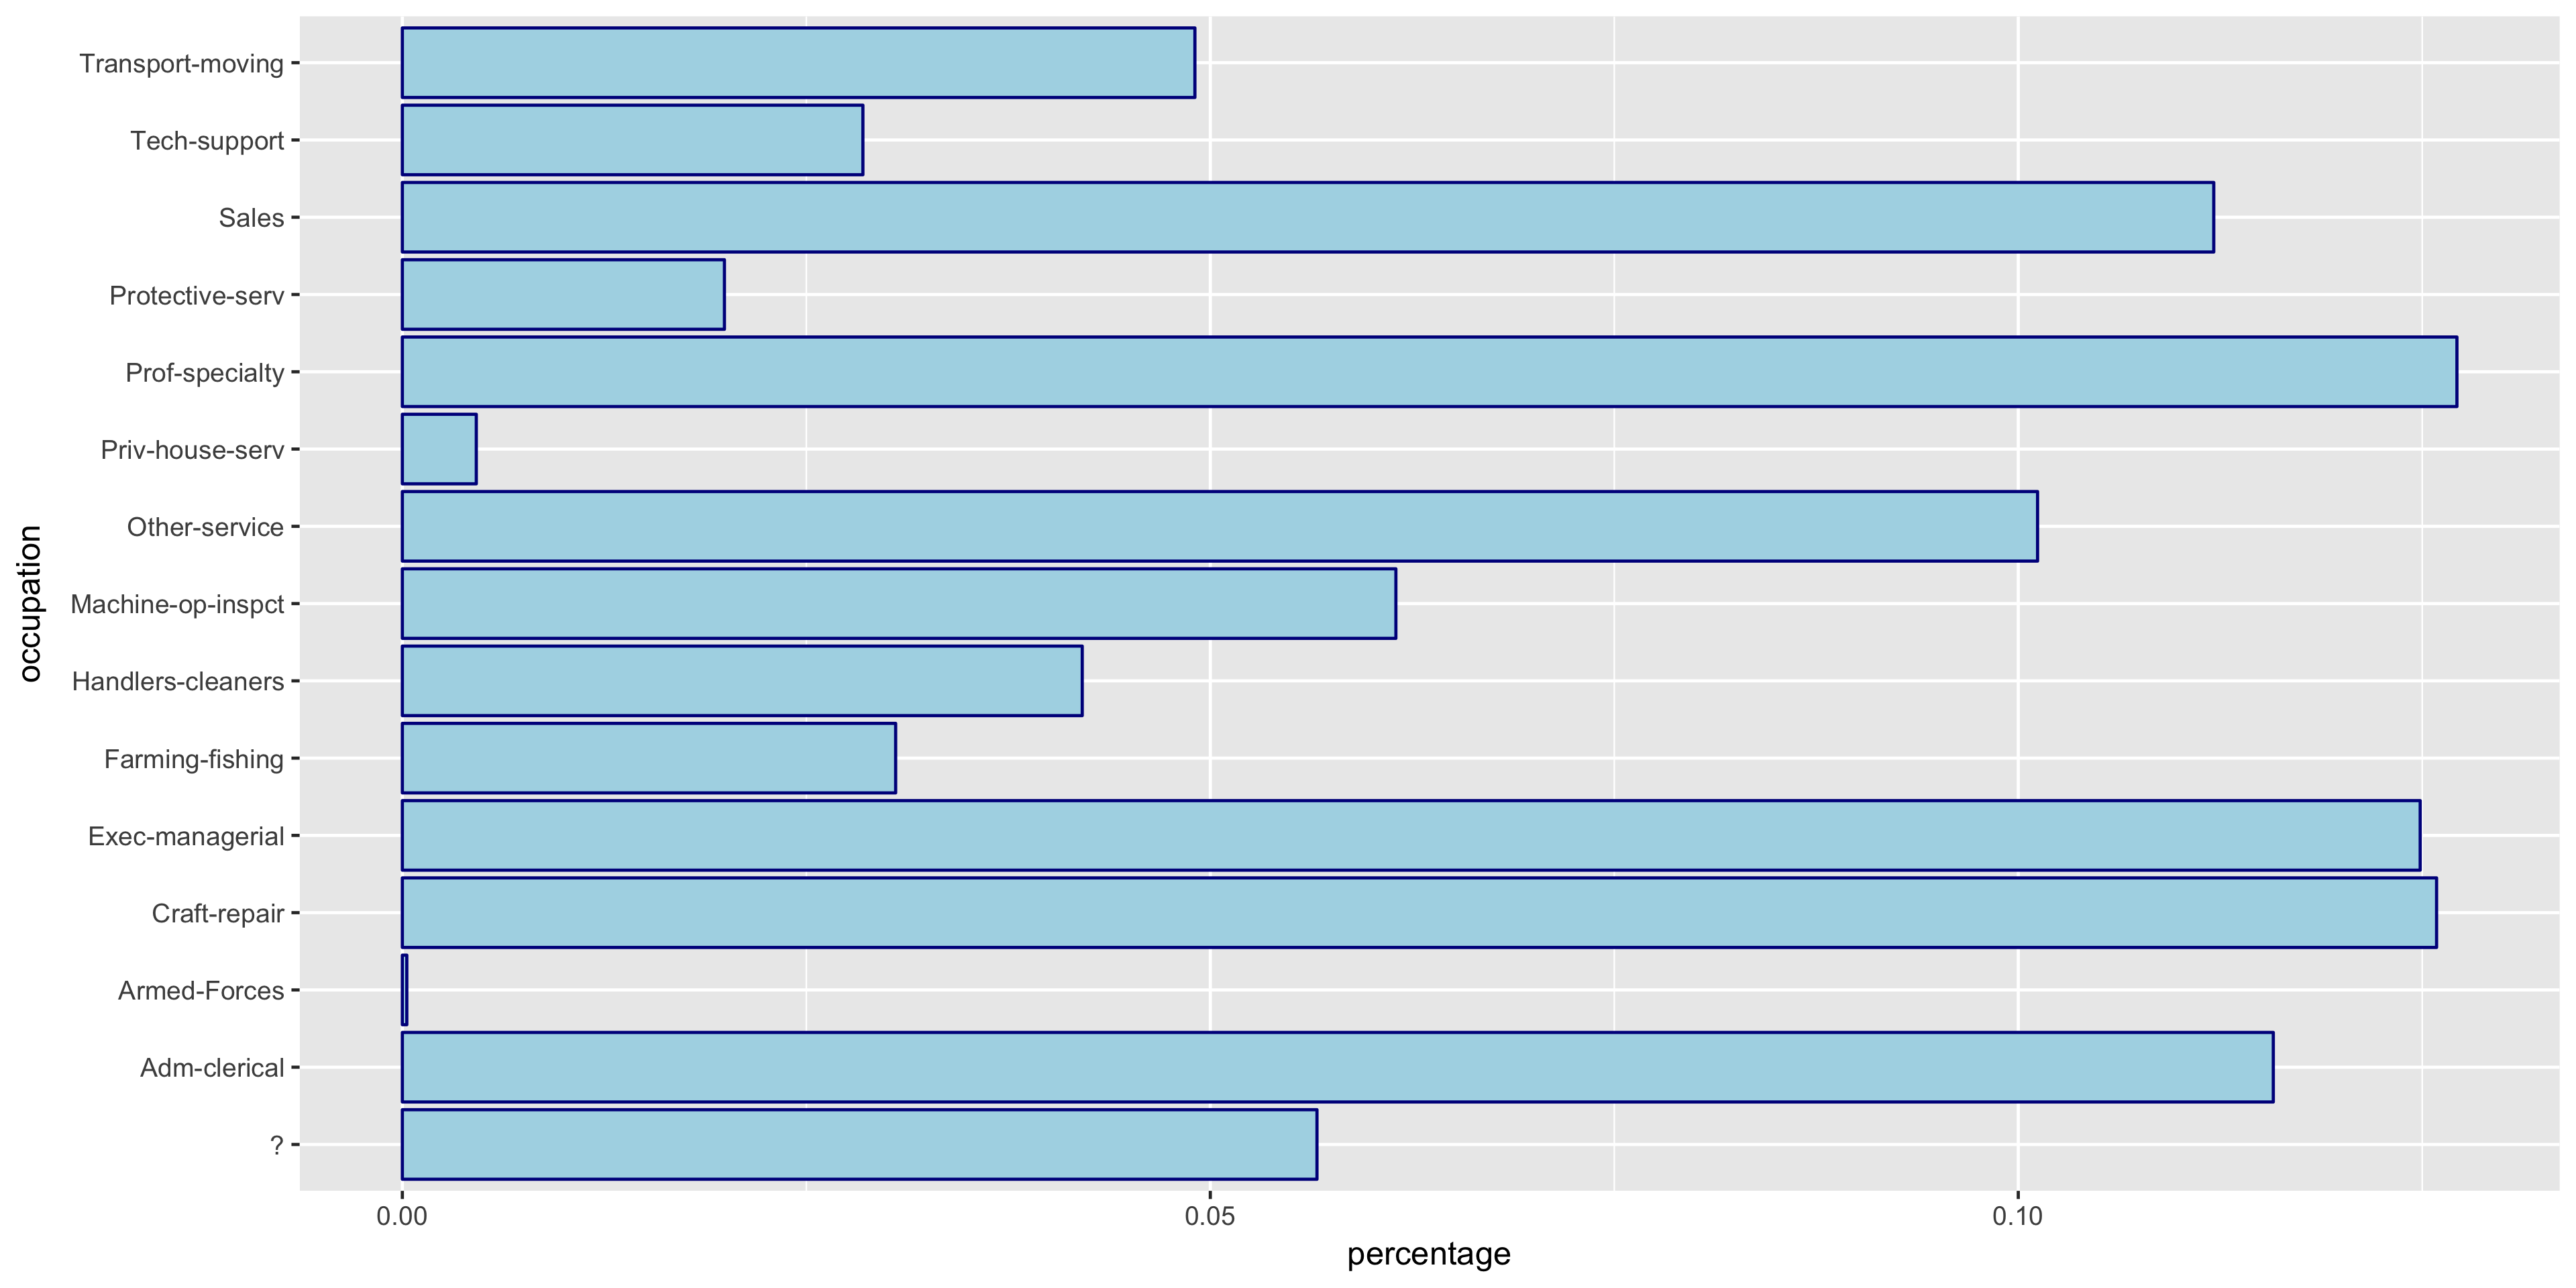 Transport-moving
Tech-support
Sales
Protective-serv
Prof-specialty
Priv-house-serv
Other-service
Machine-op-inspct
Handlers-cleaners
Farming-fishing
Exec-managerial
Craft-repair
Armed-Forces
Adm-clerical
?
occupation
0.00 0.05 0.10
percentage